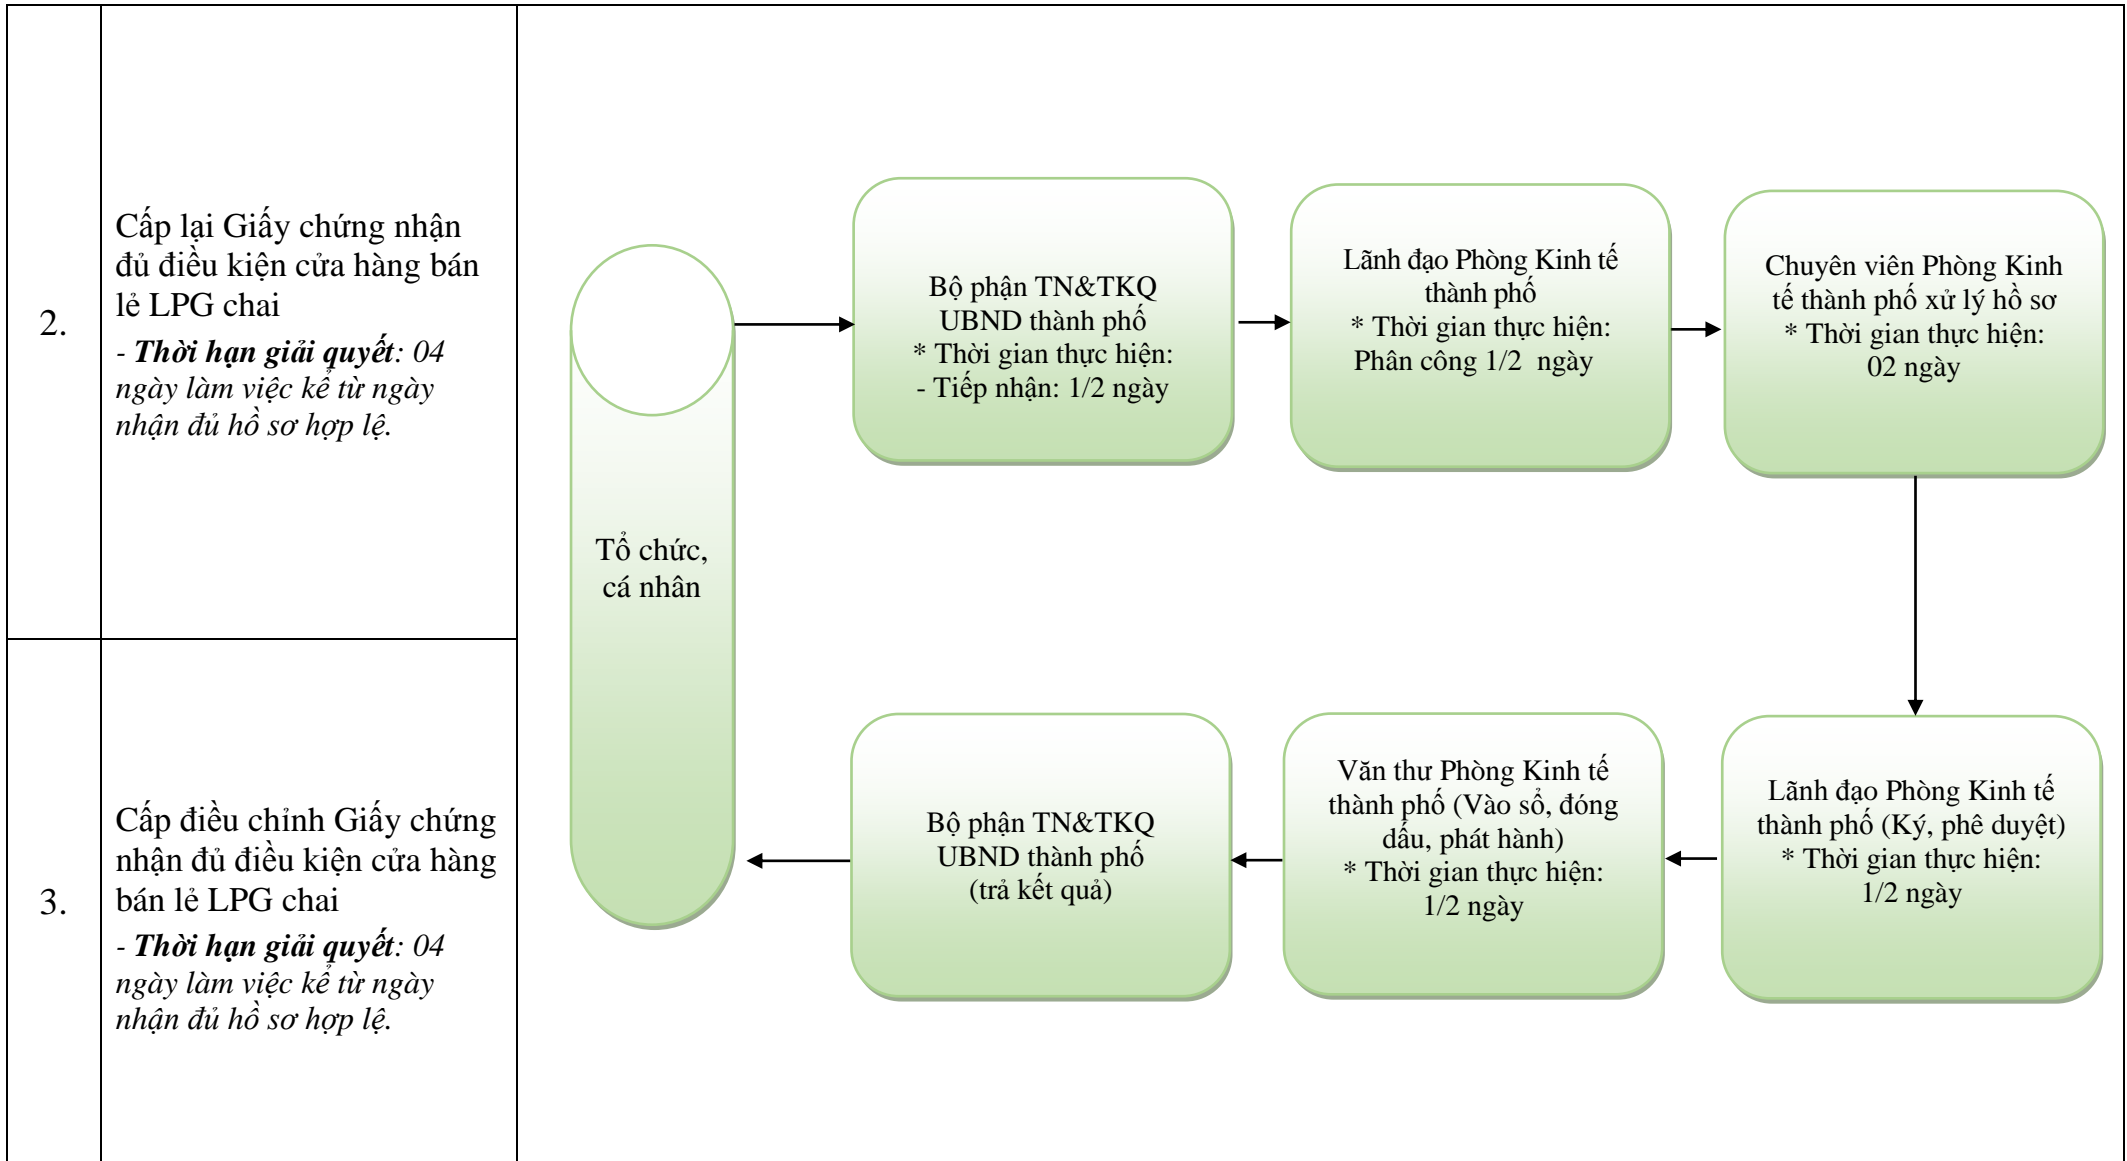 2.
Cấp lại Giấy chứng nhận
đủ điều kiện cửa hàng bán
lẻ LPG chai
- Thời hạn giải quyết: 04
ngày làm việc kể từ ngày
nhận đủ hồ sơ hợp lệ.
3.
Cấp điều chỉnh Giấy chứng
nhận đủ điều kiện cửa hàng
bán lẻ LPG chai
- Thời hạn giải quyết: 04
ngày làm việc kể từ ngày
nhận đủ hồ sơ hợp lệ.
Tổ chức,
cá nhân
Bộ phận TN&TKQ
UBND thành phố
* Thời gian thực hiện:
- Tiếp nhận: 1/2 ngày
Lãnh đạo Phòng Kinh tế
thành phố
* Thời gian thực hiện:
Phân công 1/2 ngày
Chuyên viên Phòng Kinh
tế thành phố xử lý hồ sơ
* Thời gian thực hiện:
02 ngày
Lãnh đạo Phòng Kinh tế
thành phố (Ký, phê duyệt)
* Thời gian thực hiện:
1/2 ngày
Văn thư Phòng Kinh tế
thành phố (Vào sổ, đóng
dấu, phát hành)
* Thời gian thực hiện:
1/2 ngày
Bộ phận TN&TKQ
UBND thành phố
(trả kết quả)